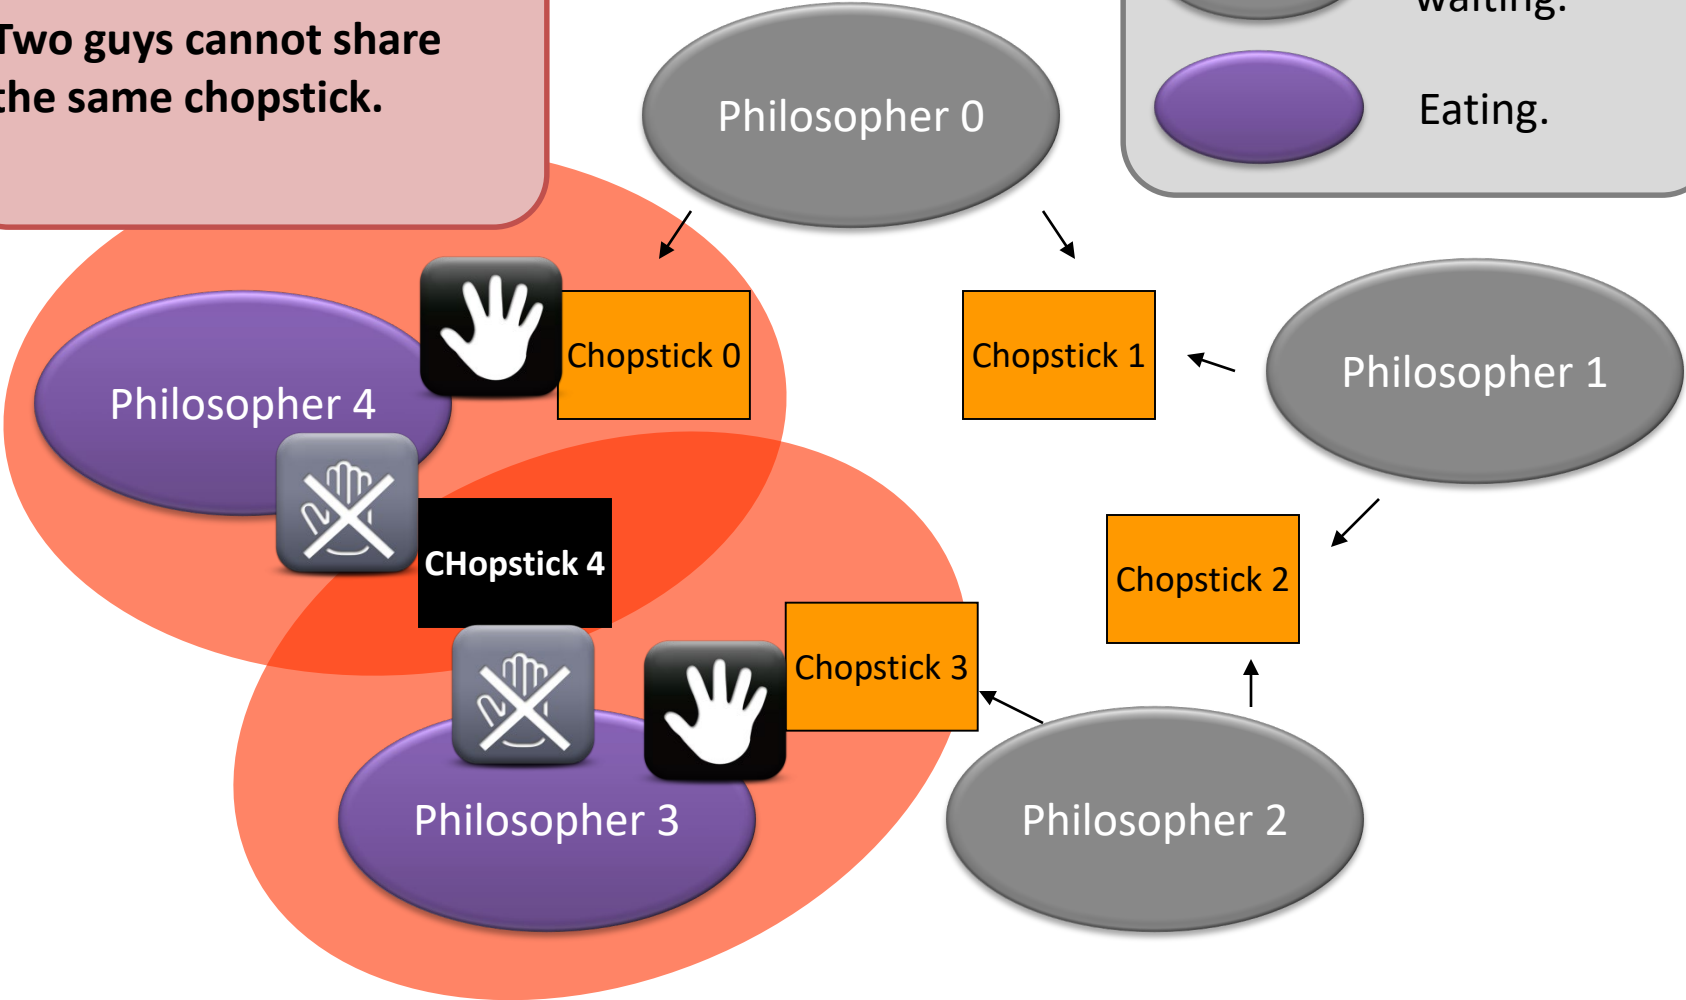 Two guys cannot share
the same chopstick.
waiting.
Eating.
Philosopher 0
Chopstick 0
Chopstick 1
Philosopher 1
Philosopher 4
CHopstick 4
Chopstick 2
Chopstick 3
Philosopher 3
Philosopher 2